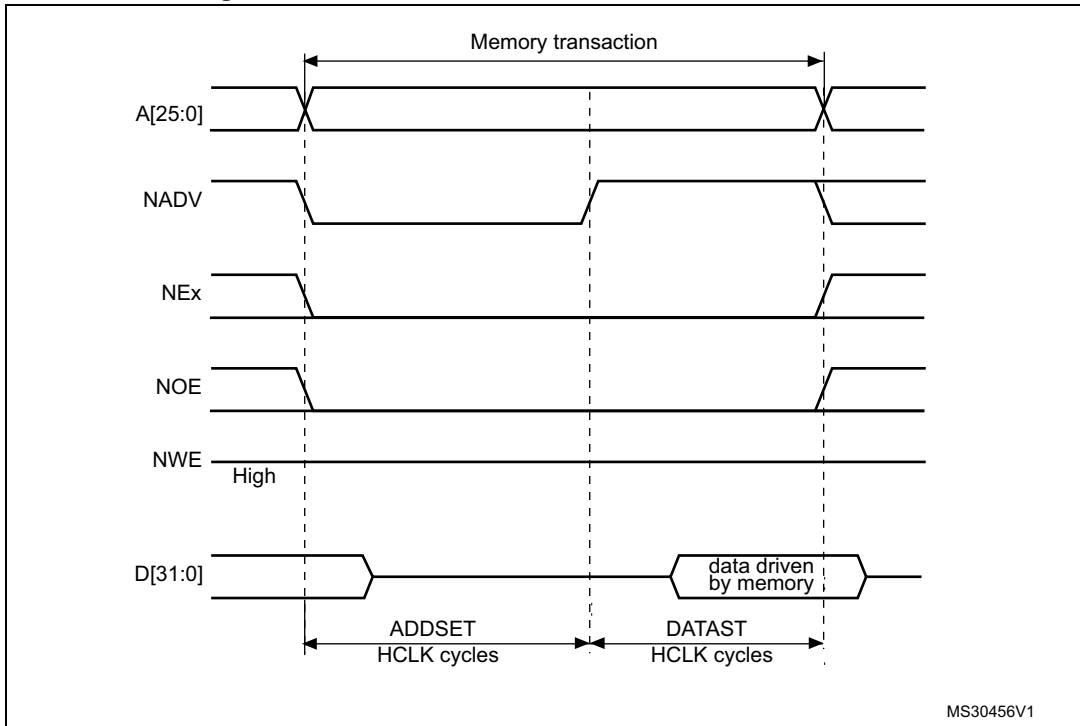 Memory transaction
A[25:0]
NADV
NEx
NOE
NWE
High
D[31:0]
data driven
by memory
ADDSET
HCLK cycles
DATAST
HCLK cycles
MS30456V1